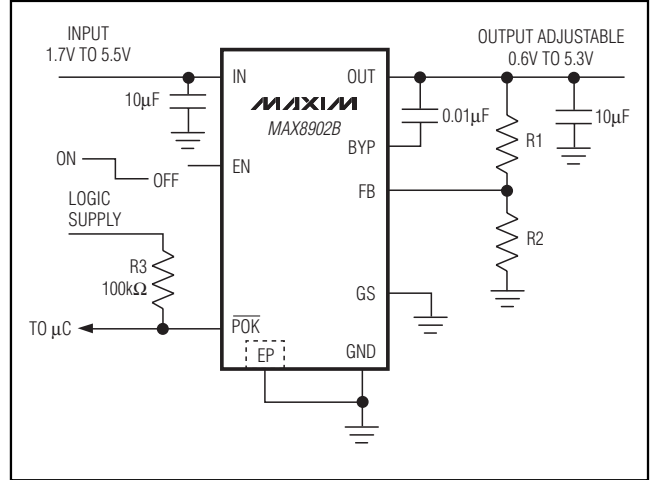 INPUT
1.7V TO 5.5V
OUTPUT ADJUSTABLE
0.6V TO 5.3V
IN
OUT
10µF
MAXIM
MAX8902B
0.01µF
10µF
R1
BYP
ON
OFF
EN
FB
LOGIC
SUPPLY
R2
R3
100kΩ
GS
TO µC
POK
EP
GND